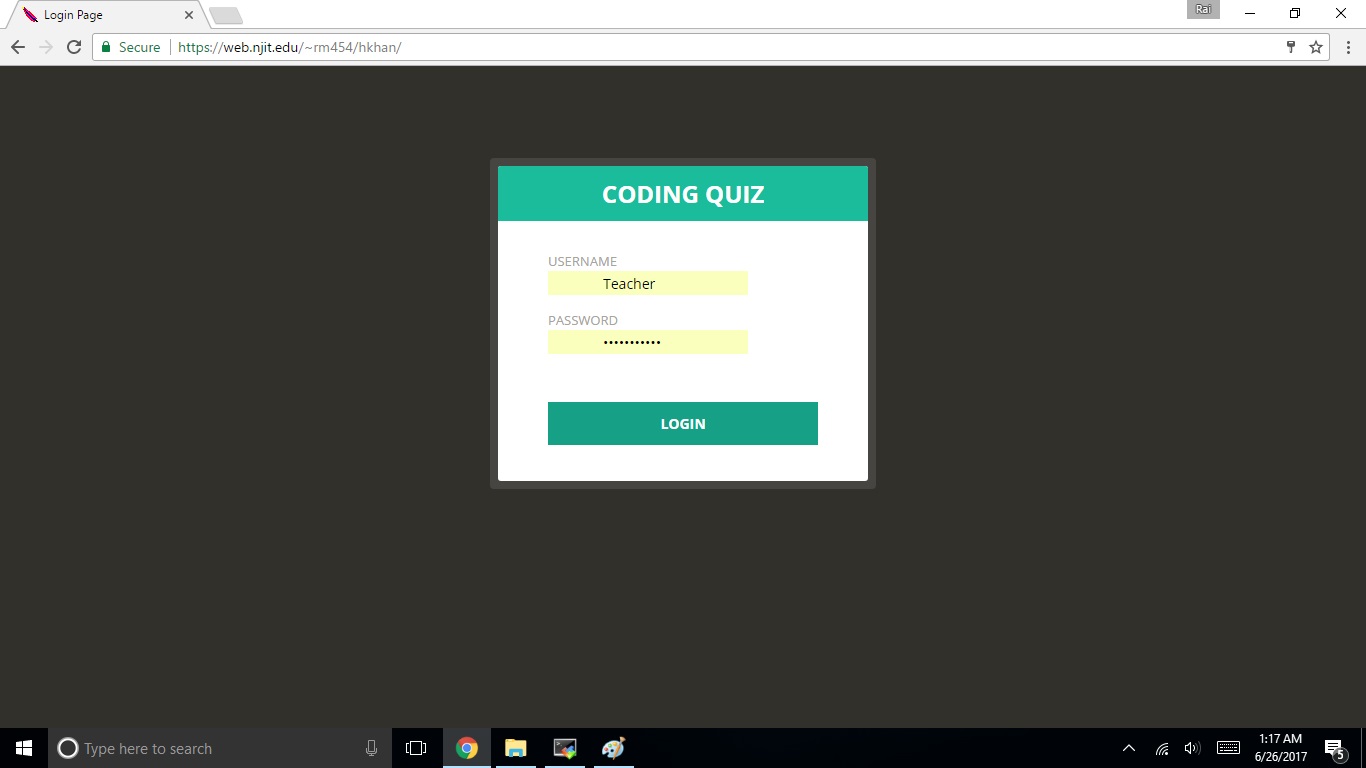 Login Page
Rai
Secure
https://web.njit.edu/~rm454/hkhan/
CODING QUIZ
USERNAME
Teacher
PASSWORD
•••••••••••
LOGIN
Type here to search
1:17 AM
6/26/2017
5